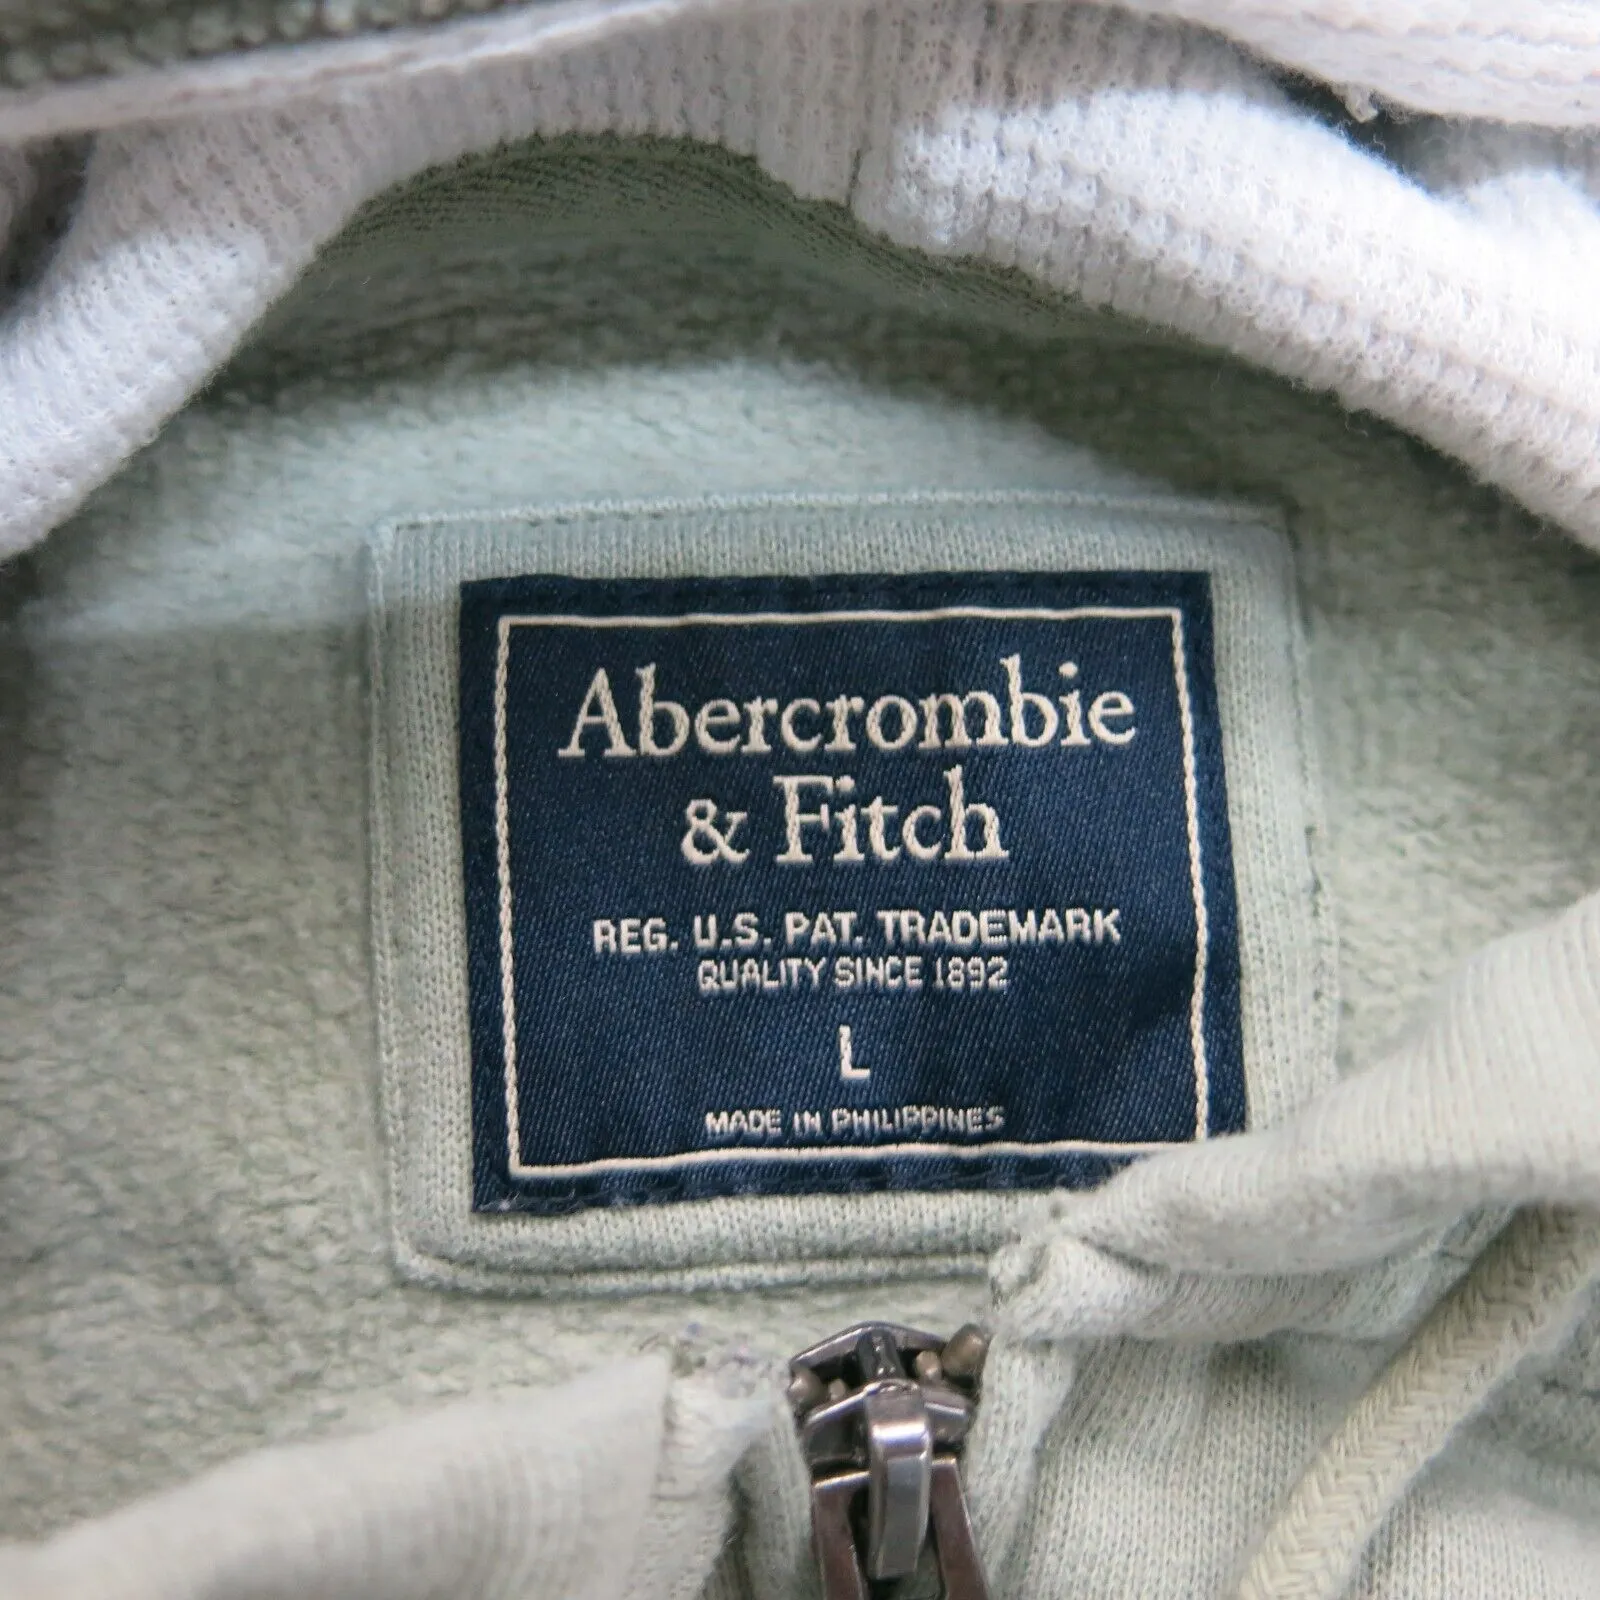 Abercrombie
& Fitch
REG. U.S. PAT. TRADEMARK
QUALITY SINCE 1892
L
MADE IN PHILIPPINES